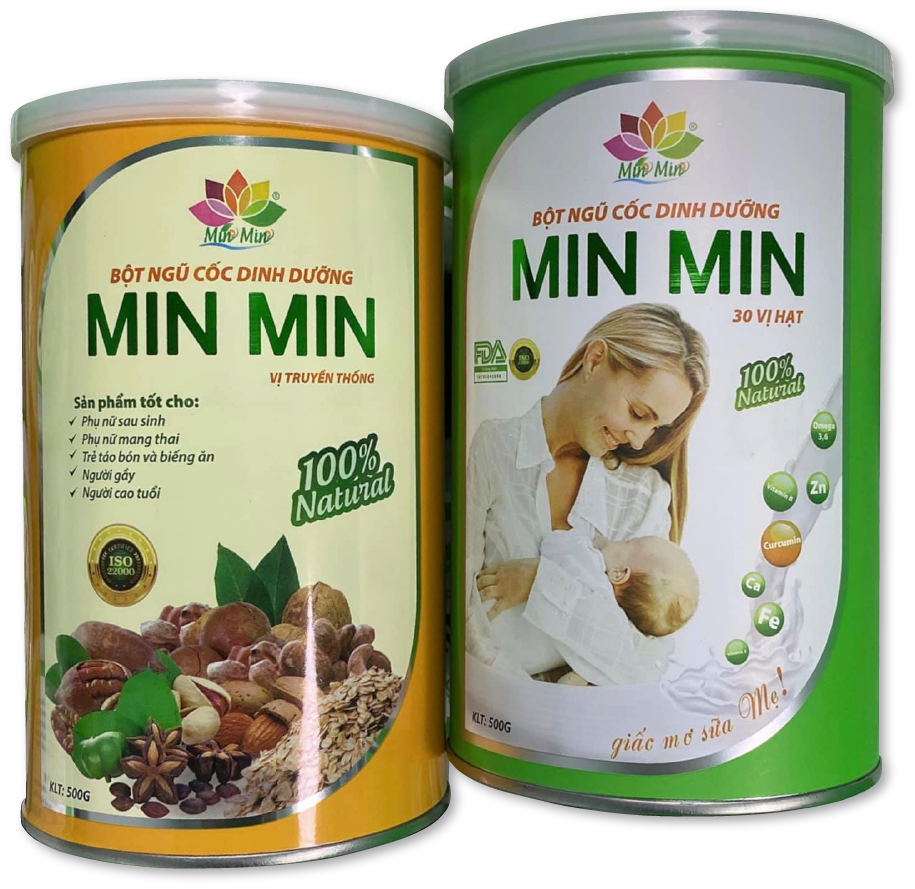 Min Min
®
BỘT NGŨ CỐC DINH DƯỠNG
MIN MIN
VỊ TRUYỀN THỐNG
Sản phẩm tốt cho:
✓ Phụ nữ sau sinh
✓ Phụ nữ mang thai
✓ Trẻ táo bón và biếng ăn
✓ Người gầy
✓ Người cao tuổi
100%
Natural
ISO
22000
KLT: 500G
Min Min
®
BỘT NGŨ CỐC DINH DƯỠNG
MIN MIN
30 VỊ HẠT
FDA
ISO
22000
100%
Natural
Omega
3,6
Vitamin B
Zn
Curcumin
Ca
Fe
KLT: 500G
giấc mơ sữa Mẹ!